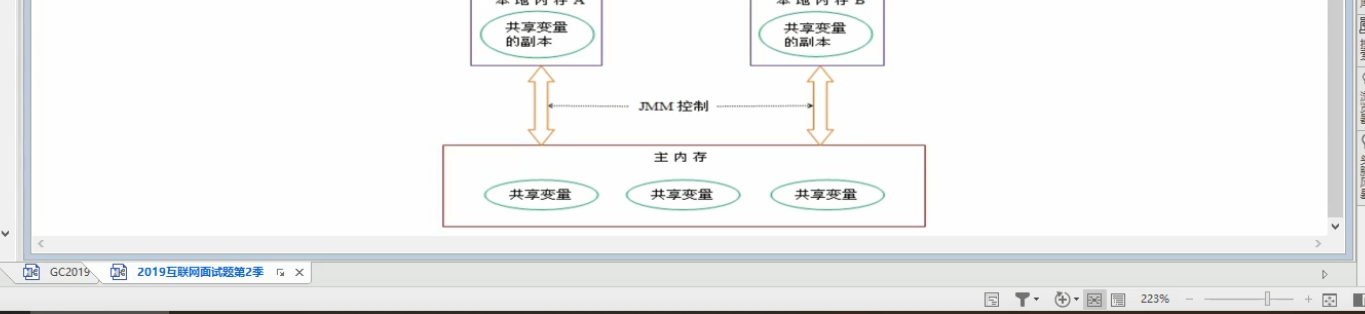 本 地 内 存 A
本 地 内 存 B
共享变量
的副本
共享变量
的副本
JMM 控制
主 内 存
共享变量
共享变量
共享变量
GC2019
2019互联网面试题第2季
223%